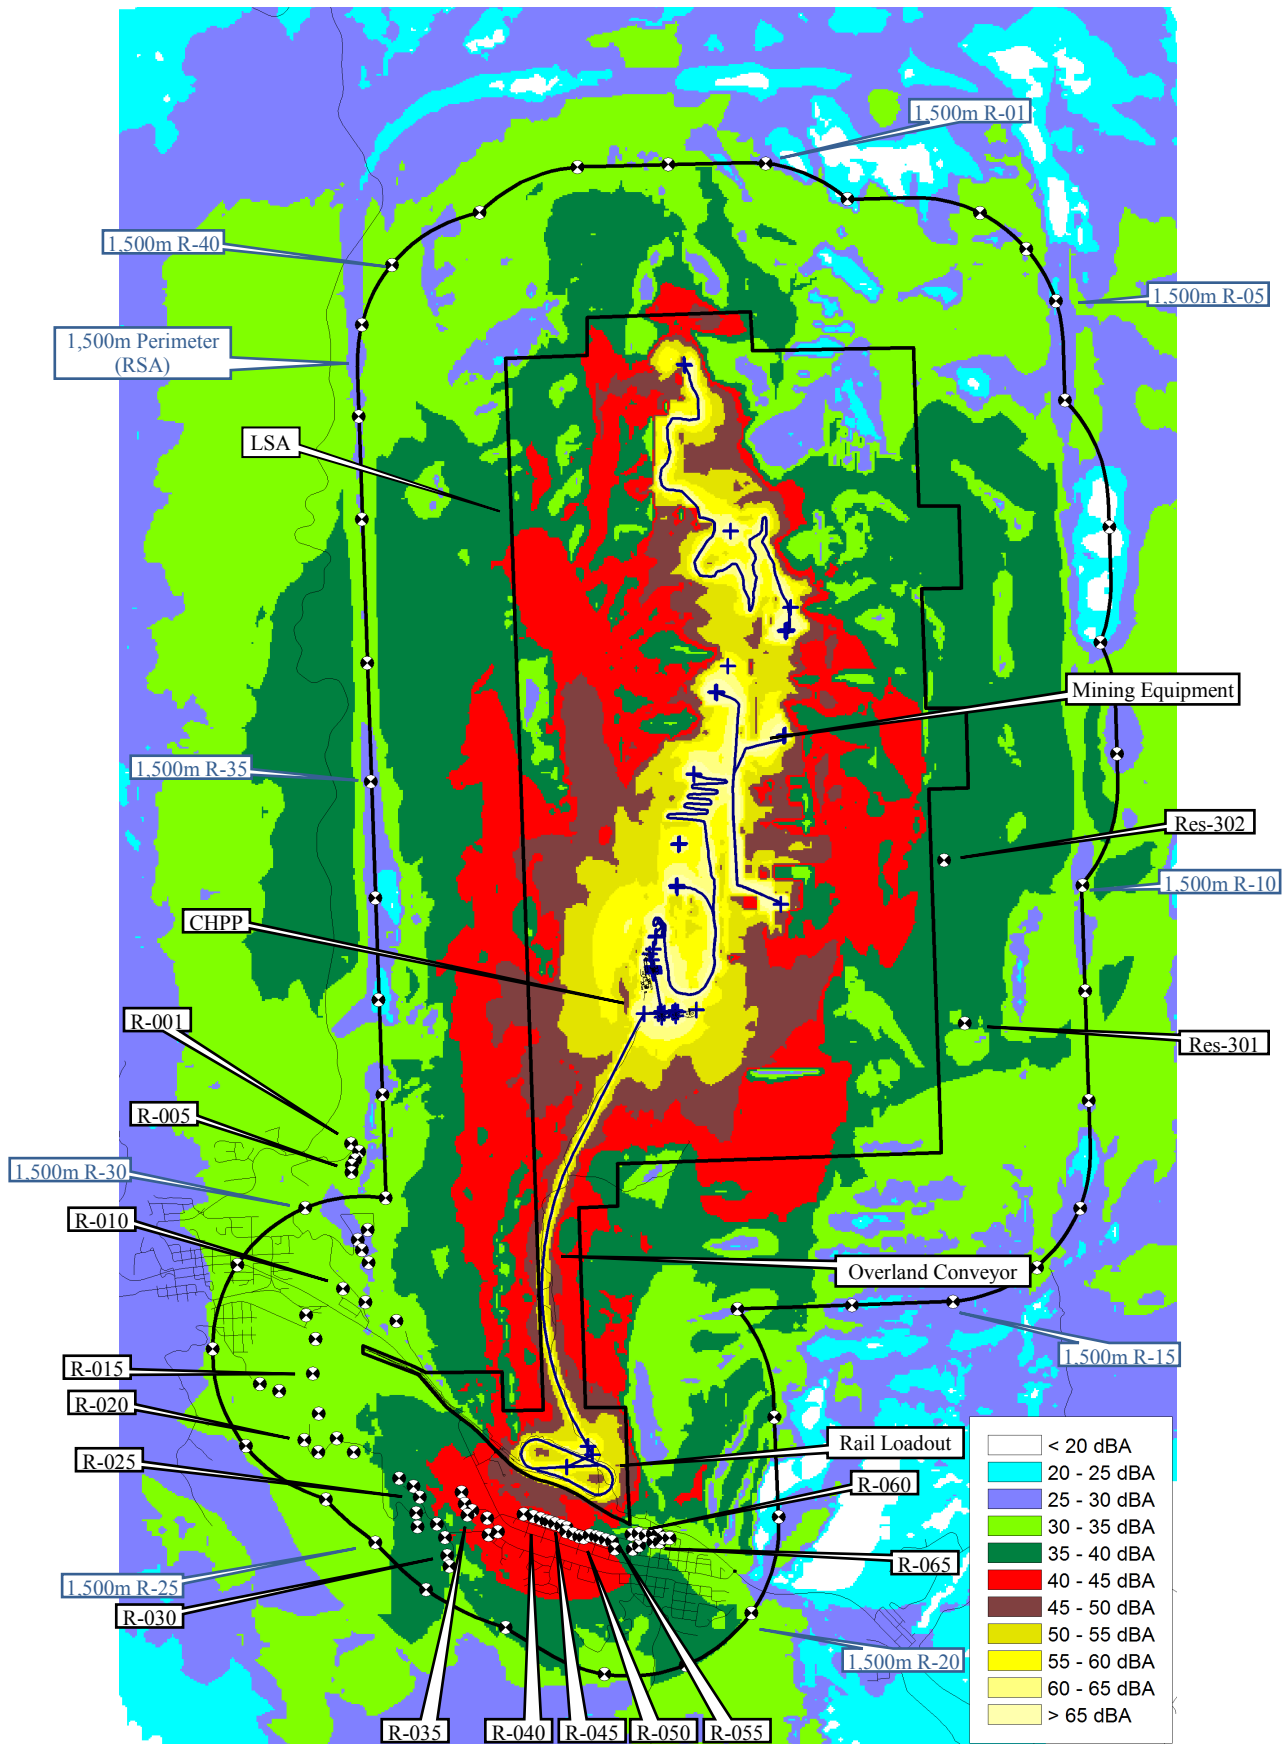 1,500m R-01
1,500m R-40
1,500m R-05
1,500m Perimeter
(RSA)
LSA
Mining Equipment
1,500m R-35
Res-302
1,500m R-10
CHPP
R-001
Res-301
R-005
1,500m R-30
R-010
Overland Conveyor
1,500m R-15
R-015
R-020
Rail Loadout
R-025
R-060
R-065
1,500m R-25
R-030
1,500m R-20
R-035
R-040
R-045
R-050
R-055
< 20 dBA
20 - 25 dBA
25 - 30 dBA
30 - 35 dBA
35 - 40 dBA
40 - 45 dBA
45 - 50 dBA
50 - 55 dBA
55 - 60 dBA
60 - 65 dBA
> 65 dBA